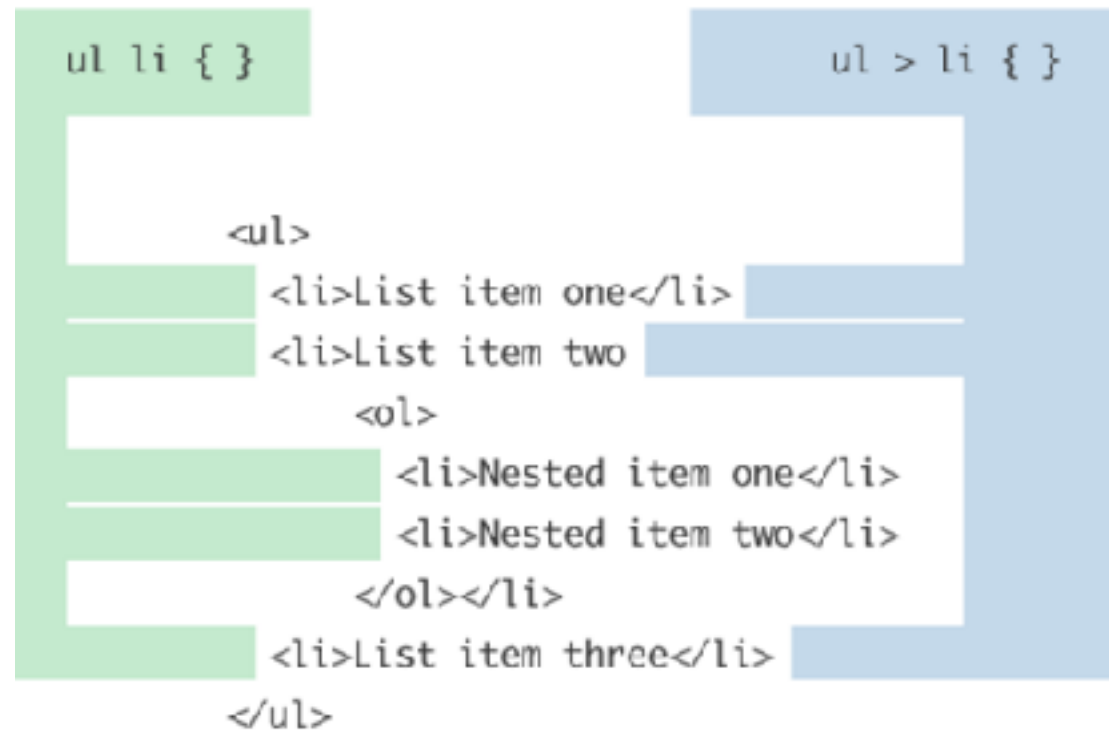 ul li { }
ul > li { }
<ul>
<li>List item one</li>
<li>List item two
<ol>
<li>Nested item one</li>
<li>Nested item two</li>
</ol></li>
<li>List item three</li>
</ul>